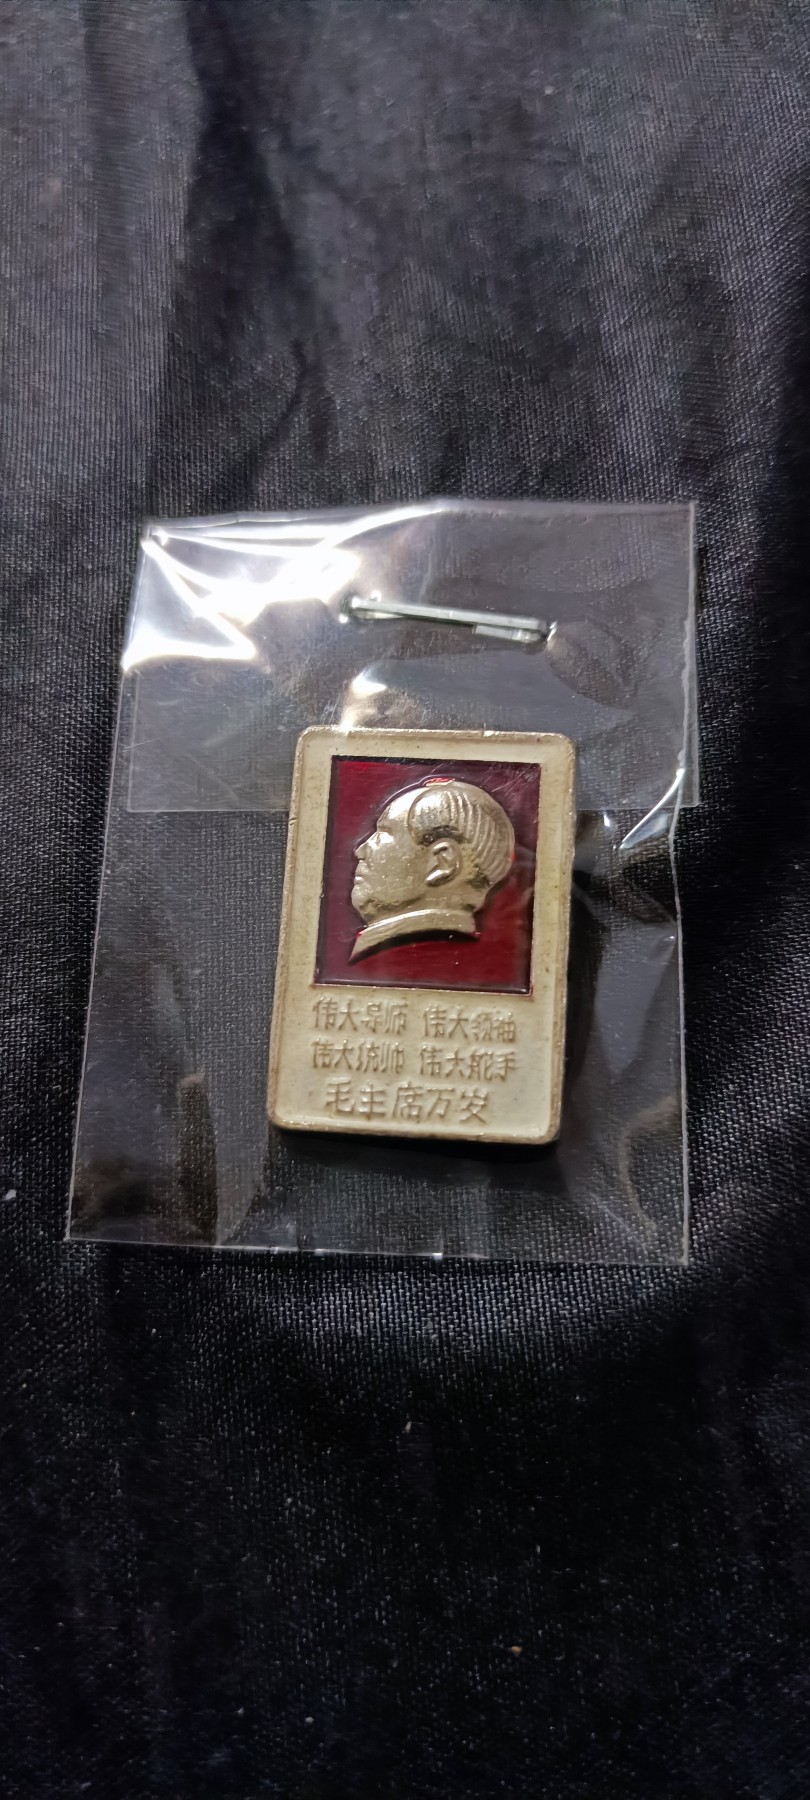 伟大导师 伟大领袖
伟大统帅 伟大舵手
毛主席万岁